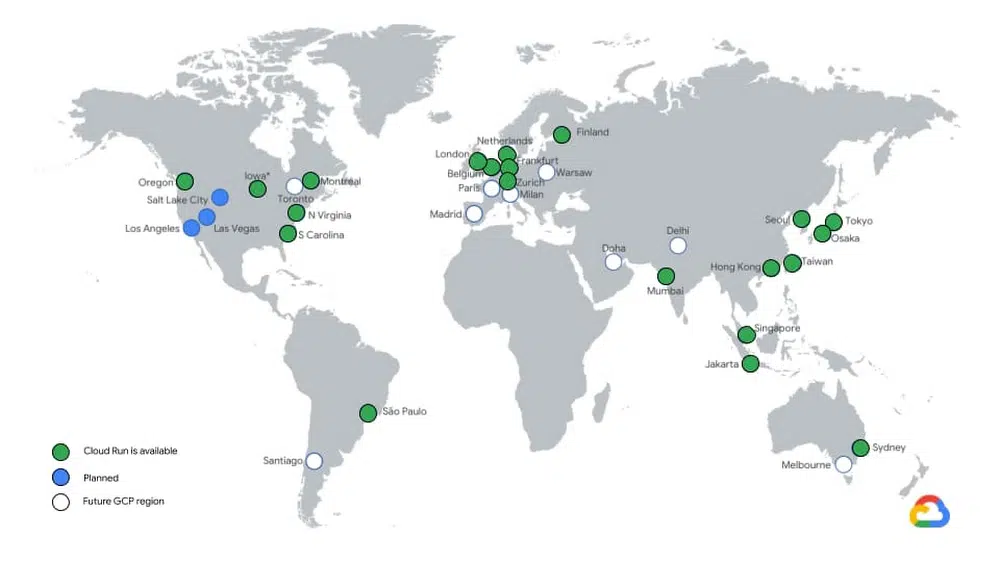 Finland
Netherlands
London
Frankfurt
Belgium
Warsaw
Iowa*
Oregon
Montréal
Zurich
Paris
Milan
Salt Lake City
Toronto
Madrid
N Virginia
Los Angeles
Las Vegas
S Carolina
Seoul
Tokyo
Osaka
Delhi
Doha
Hong Kong
Taiwan
Mumbai
Singapore
Jakarta
São Paulo
Santiago
Sydney
Melbourne
Cloud Run is available
Planned
Future GCP region